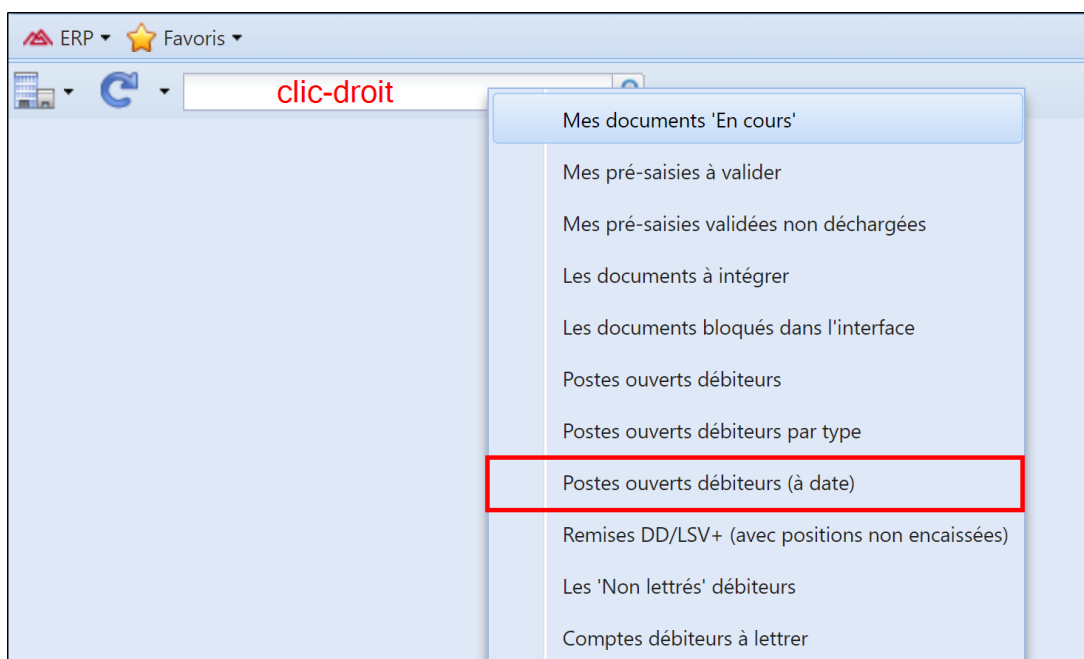 ERP Favoris
clic-droit
Mes documents 'En cours'
Mes pré-saisies à valider
Mes pré-saisies validées non déchargées
Les documents à intégrer
Les documents bloqués dans l'interface
Postes ouverts débiteurs
Postes ouverts débiteurs par type
Postes ouverts débiteurs (à date)
Remises DD/LSV+ (avec positions non encaissées)
Les 'Non lettrés' débiteurs
Comptes débiteurs à lettrer